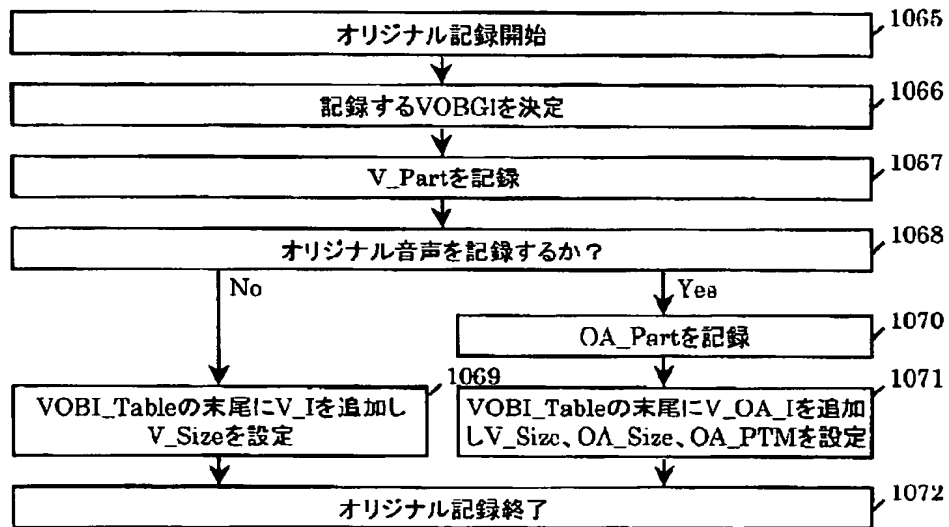 オリジナル記録開始
1065
記録するVOBGIを決定
1066
V_Partを記録
1067
オリジナル音声を記録するか?
1068
No
Yes
OA_Partを記録
1070
1069
1071
VOBI_Tableの末尾にV_Iを追加し
V_Sizeを設定
VOBI_Tableの末尾にV_OA_Iを追加
しV_Size、OA_Size、OA_PTMを設定
オリジナル記録終了
1072